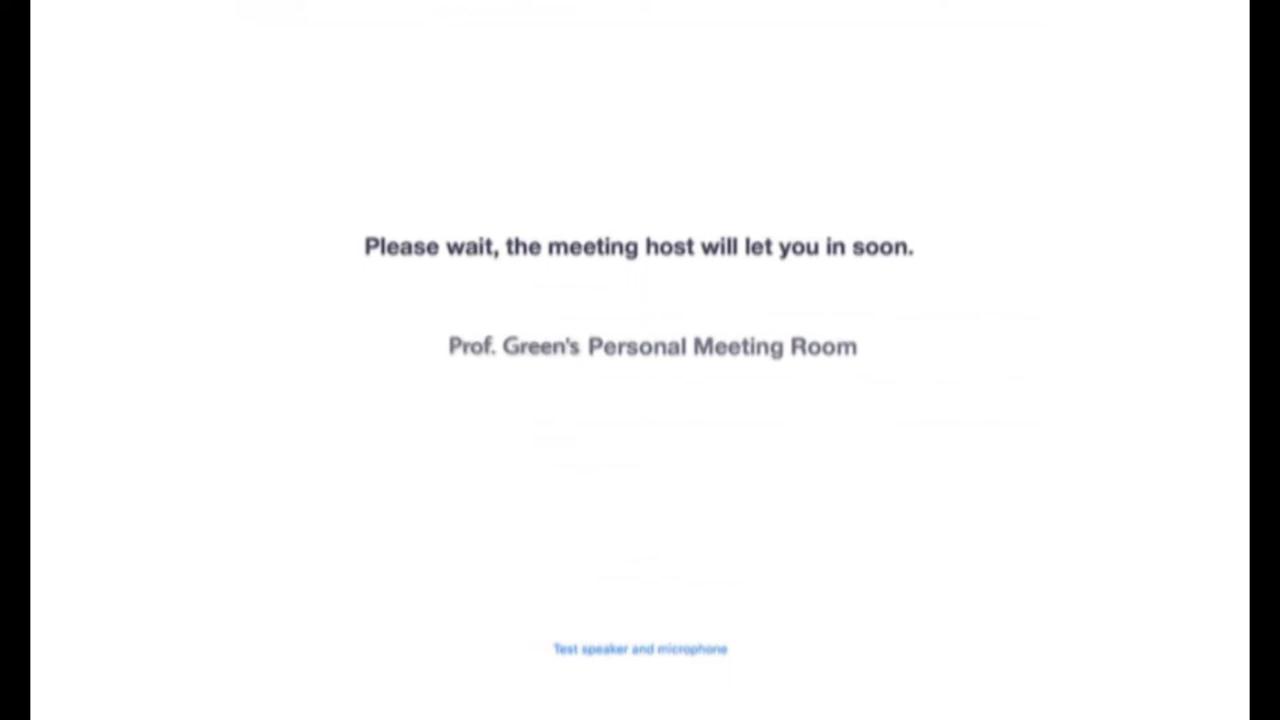 Please wait, the meeting host will let you in soon.
Prof. Green's Personal Meeting Room
Test speaker and microphone